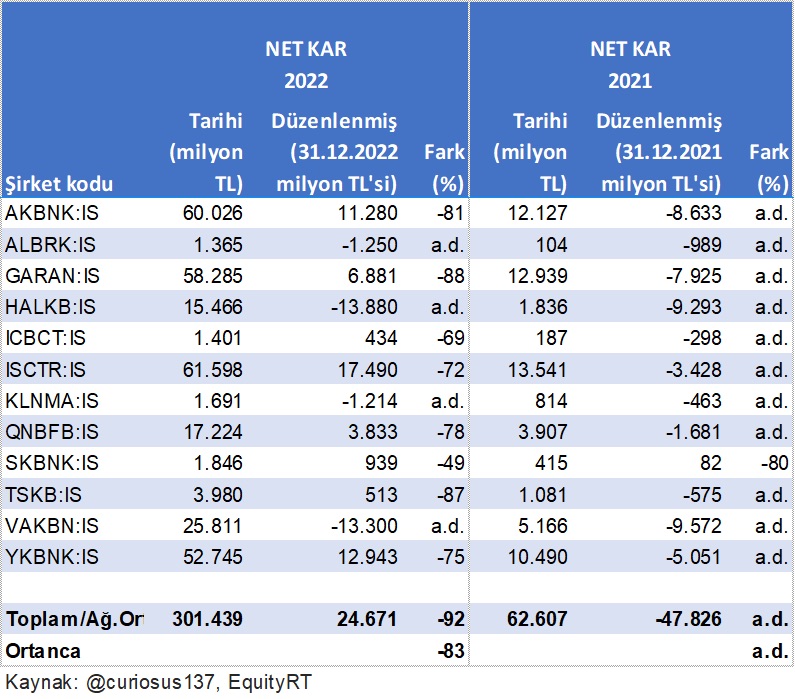 NET KAR NET KAR
2022 2021
Tarihi Düzenlenmiş Tarihi Düzenlenmiş
(milyon (31.12.2022 Fark (milyon (31.12.2021 Fark
Şirket kodu TL) milyon TL'si) (%) TL) milyon TL'si) (%)
AKBNK:IS 60.026 11.280 -81 12.127 -8.633 a.d.
ALBRK:IS 1.365 -1.250 a.d. 104 -989 a.d.
GARAN:IS 58.285 6.881 -88 12.939 -7.925 a.d.
HALKB:IS 15.466 -13.880 a.d. 1.836 -9.293 a.d.
ICBCT:IS 1.401 434 -69 187 -298 a.d.
ISCTR:IS 61.598 17.490 -72 13.541 -3.428 a.d.
KLNMA:IS 1.691 -1.214 a.d. 814 -463 a.d.
QNBFB:IS 17.224 3.833 -78 3.907 -1.681 a.d.
SKBNK:IS 1.846 939 -49 415 82 -80
TSKB:IS 3.980 513 -87 1.081 -575 a.d.
VAKBN:IS 25.811 -13.300 a.d. 5.166 -9.572 a.d.
YKBNK:IS 52.745 12.943 -75 10.490 -5.051 a.d.
Toplam/Ağ.Ort 301.439 24.671 -92 62.607 -47.826 a.d.
Ortanca -83 a.d.
Kaynak: @curiosus137, EquityRT